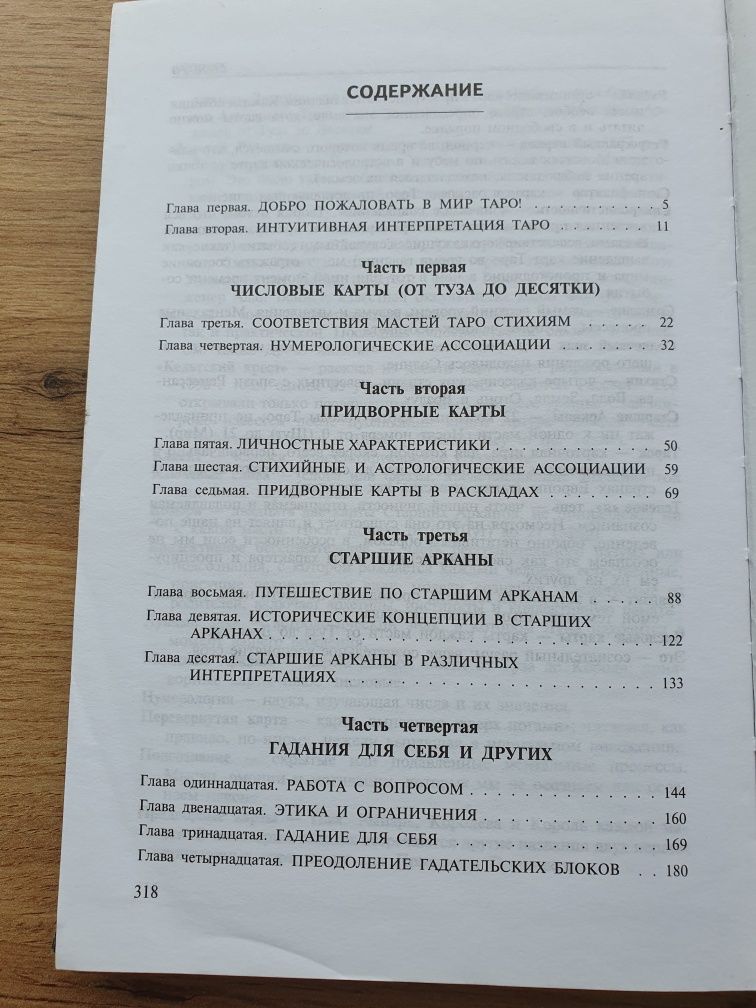 СОДЕРЖАНИЕ
Глава первая. ДОБРО ПОЖАЛОВАТЬ В МИР ТАРО! . . . . . . . . . . 5
Глава вторая. ИНТУИТИВНАЯ ИНТЕРПРЕТАЦИЯ ТАРО . . . . . . . 11
Часть первая
ЧИСЛОВЫЕ КАРТЫ (ОТ ТУЗА ДО ДЕСЯТКИ)
Глава третья. СООТВЕТСТВИЯ МАСТЕЙ ТАРО СТИХИЯМ . . . . . 22
Глава четвертая. НУМЕРОЛОГИЧЕСКИЕ АССОЦИАЦИИ . . . . . . . 32
Часть вторая
ПРИДВОРНЫЕ КАРТЫ
Глава пятая. ЛИЧНОСТНЫЕ ХАРАКТЕРИСТИКИ . . . . . . . . . . . . 50
Глава шестая. СТИХИЙНЫЕ И АСТРОЛОГИЧЕСКИЕ АССОЦИАЦИИ 59
Глава седьмая. ПРИДВОРНЫЕ КАРТЫ В РАСКЛАДАХ . . . . . . . . 69
Часть третья
СТАРШИЕ АРКАНЫ
Глава восьмая. ПУТЕШЕСТВИЕ ПО СТАРШИМ АРКАНАМ . . . . . 88
Глава девятая. ИСТОРИЧЕСКИЕ КОНЦЕПЦИИ В СТАРШИХ
АРКАНАХ . . . . . . . . . . . . . . . . . . . . . . . . . . . . 122
Глава десятая. СТАРШИЕ АРКАНЫ В РАЗЛИЧНЫХ
ИНТЕРПРЕТАЦИЯХ . . . . . . . . . . . . . . . . . . . . . . . 133
Часть четвертая
ГАДАНИЯ ДЛЯ СЕБЯ И ДРУГИХ
Глава одиннадцатая. РАБОТА С ВОПРОСОМ . . . . . . . . . . . . . 144
Глава двенадцатая. ЭТИКА И ОГРАНИЧЕНИЯ . . . . . . . . . . . . 160
Глава тринадцатая. ГАДАНИЕ ДЛЯ СЕБЯ . . . . . . . . . . . . . . 169
Глава четырнадцатая. ПРЕОДОЛЕНИЕ ГАДАТЕЛЬСКИХ БЛОКОВ . . 180
318